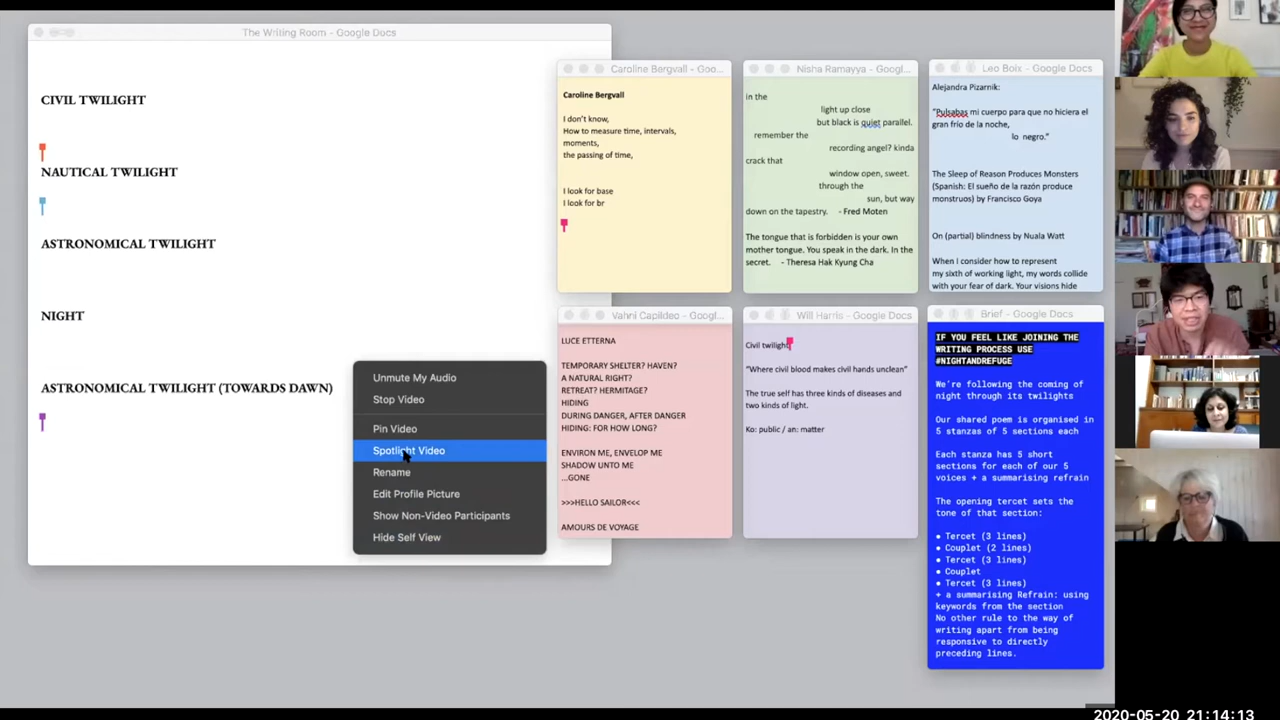 The Writing Room - Google Docs
CIVIL TWILIGHT
NAUTICAL TWILIGHT
ASTRONOMICAL TWILIGHT
NIGHT
ASTRONOMICAL TWILIGHT (TOWARDS DAWN)
Unmute My Audio
Stop Video
Pin Video
Spotlight Video
Rename
Edit Profile Picture
Show Non-Video Participants
Hide Self View
Caroline Bergvall - Goo...
Caroline Bergvall
I don't know,
How to measure time, intervals,
moments,
the passing of time,
I look for base
I look for br
Nisha Ramayya - Googl...
in the
light up close
but black is quiet parallel.
remember the
recording angel? kinda
crack that
window open, sweet.
through the
sun, but way
down on the tapestry. - Fred Moten
The tongue that is forbidden is your own
mother tongue. You speak in the dark. In the
secret. - Theresa Hak Kyung Cha
Leo Boix - Google Docs
Alejandra Pizarnik:
"Pulsabas mi cuerpo para que no hiciera el
gran frío de la noche,
lo negro."
The Sleep of Reason Produces Monsters
(Spanish: El sueño de la razón produce
monstruos) by Francisco Goya
On (partial) blindness by Nuala Watt
When I consider how to represent
my sixth of working light, my words collide
with your fear of dark. Your visions hide
Vahni Capildeo - Googl...
LUCE ETTERNA
TEMPORARY SHELTER? HAVEN?
A NATURAL RIGHT?
RETREAT? HERMITAGE?
HIDING
DURING DANGER, AFTER DANGER
HIDING: FOR HOW LONG?
ENVIRON ME, ENVELOP ME
SHADOW UNTO ME
...GONE
>>>HELLO SAILOR<<<
AMOURS DE VOYAGE
Will Harris - Google Docs
Civil twilight
"Where civil blood makes civil hands unclean"
The true self has three kinds of diseases and
two kinds of light.
Ko: public / an: matter
Brief - Google Docs
IF YOU FEEL LIKE JOINING THE
WRITING PROCESS USE
#NIGHTANDREFUGE
We're following the coming of
night through its twilights
Our shared poem is organised in
5 stanzas of 5 sections each
Each stanza has 5 short
sections for each of our 5
voices + a summarising refrain
The opening tercet sets the
tone of that section:
● Tercet (3 lines)
● Couplet (2 lines)
● Tercet (3 lines)
● Couplet
● Tercet (3 lines)
+ a summarising Refrain: using
keywords from the section
No other rule to the way of
writing apart from being
responsive to directly
preceding lines.
2020-05-20 21:14:13